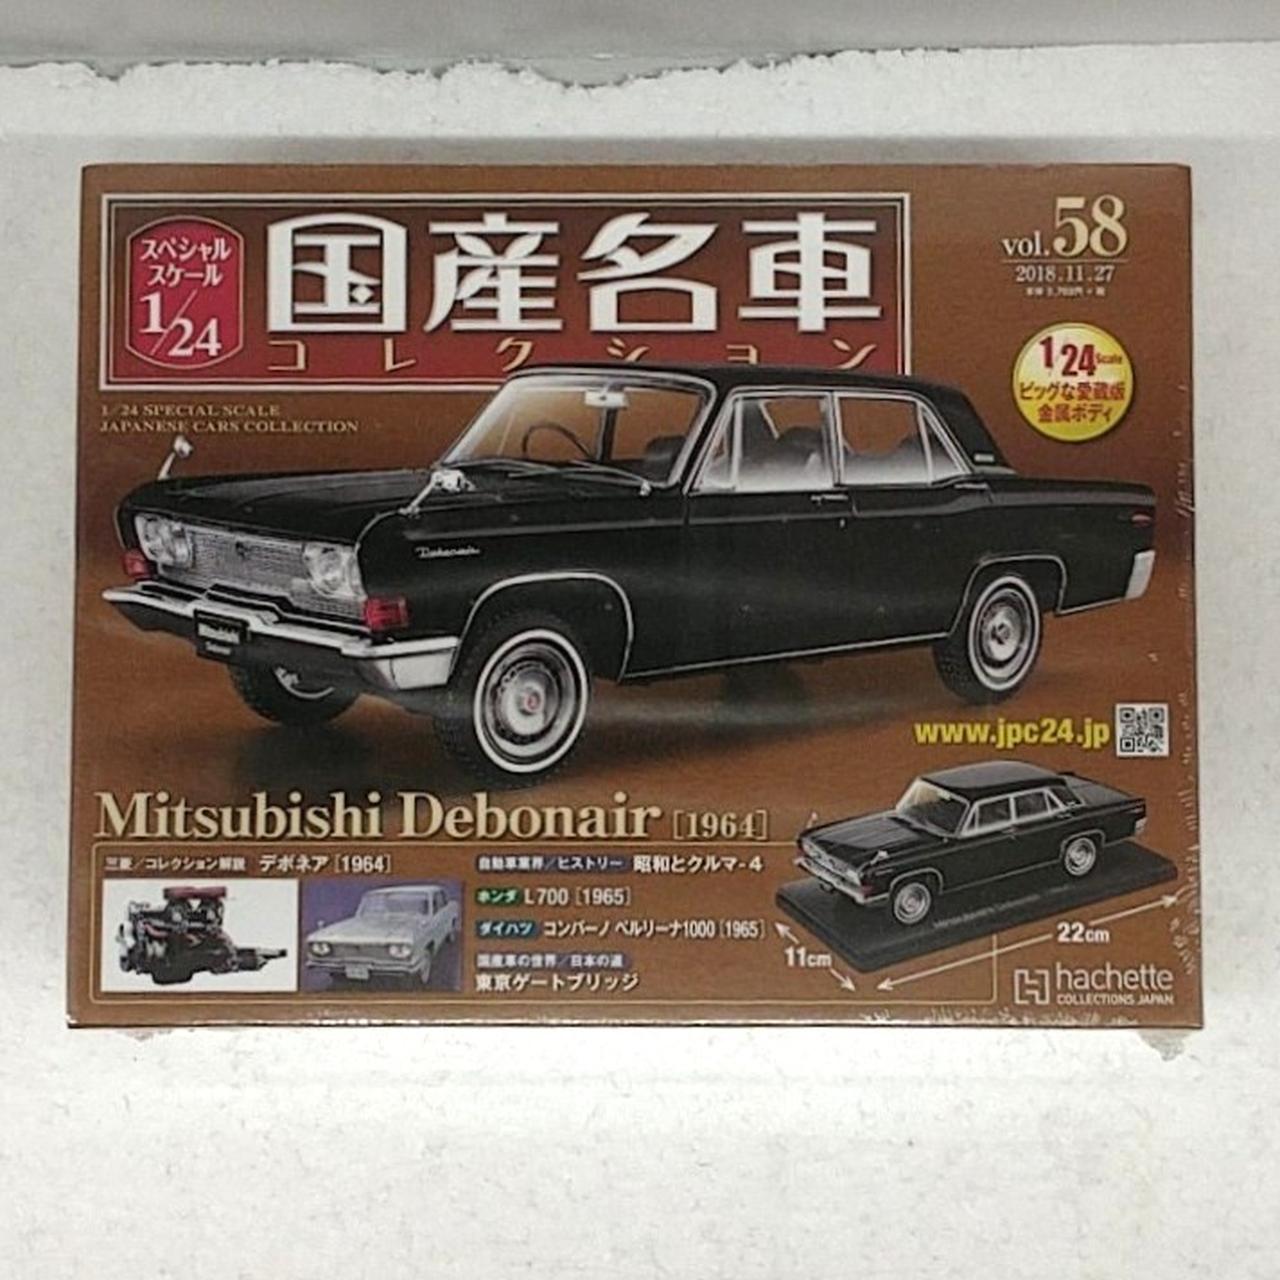 スペシャル
スケール
1/24
国産名車
コレクション
1/24 SPECIAL SCALE
JAPANESE CARS COLLECTION
vol.58
2018.11.27
1/24 Scale
ビッグな愛蔵版
金属ボディ
Debonair
Mitsubishi
Debonair
www.jpc24.jp
Mitsubishi Debonair [1964]
三菱/コレクション解説 デボネア [1964]
自動車業界/ヒストリー 昭和とクルマ-4
ホンダ L700 [1965]
ダイハツ コンパーノ ベルリーナ1000 [1965]
国産車の世界/日本の道
東京ゲートブリッジ
11cm
22cm
hachette
COLLECTIONS JAPAN